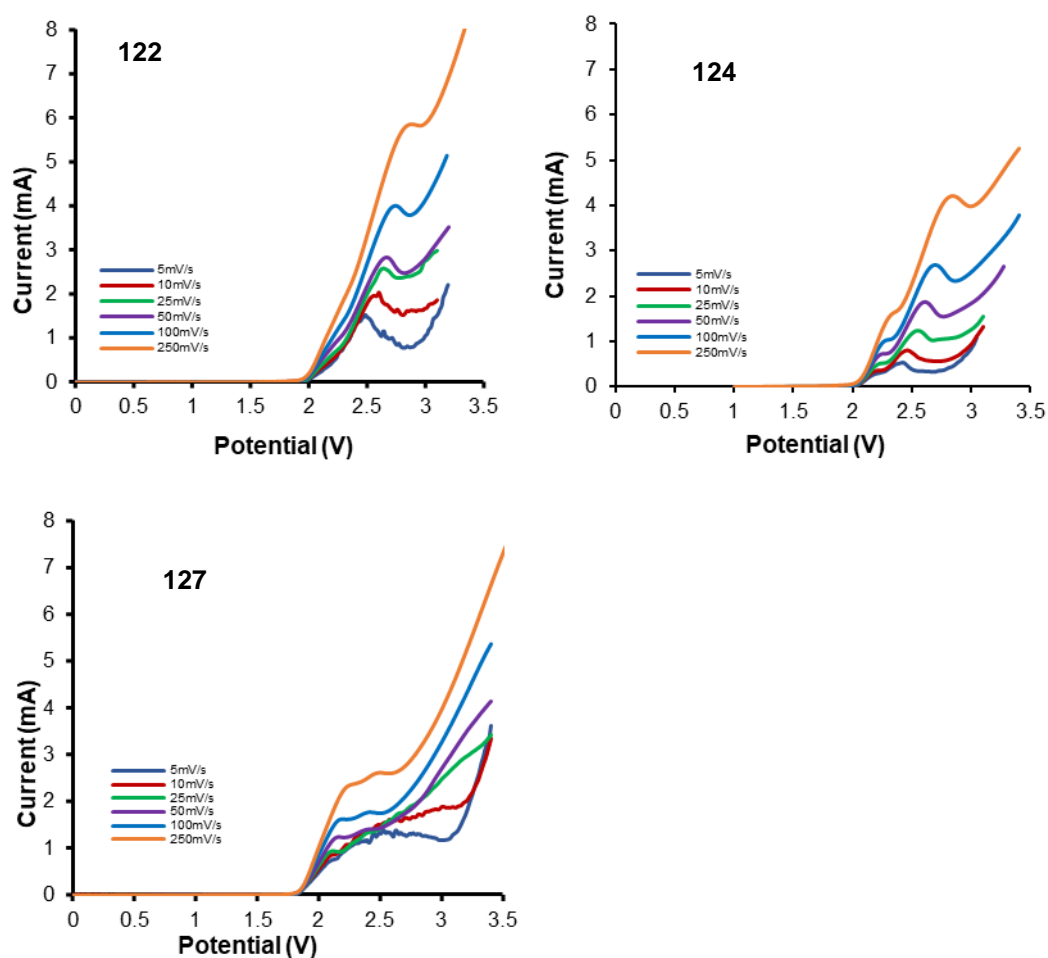 122
Current (mA)
8
7
6
5
4
3
2
1
0
5mV/s
10mV/s
25mV/s
50mV/s
100mV/s
250mV/s
0 0.5 1 1.5 2 2.5 3 3.5
Potential (V)
124
Current (mA)
8
7
6
5
4
3
2
1
0
5mV/s
10mV/s
25mV/s
50mV/s
100mV/s
250mV/s
0 0.5 1 1.5 2 2.5 3 3.5
Potential (V)
127
Current (mA)
8
7
6
5
4
3
2
1
0
5mV/s
10mV/s
25mV/s
50mV/s
100mV/s
250mV/s
0 0.5 1 1.5 2 2.5 3 3.5
Potential (V)